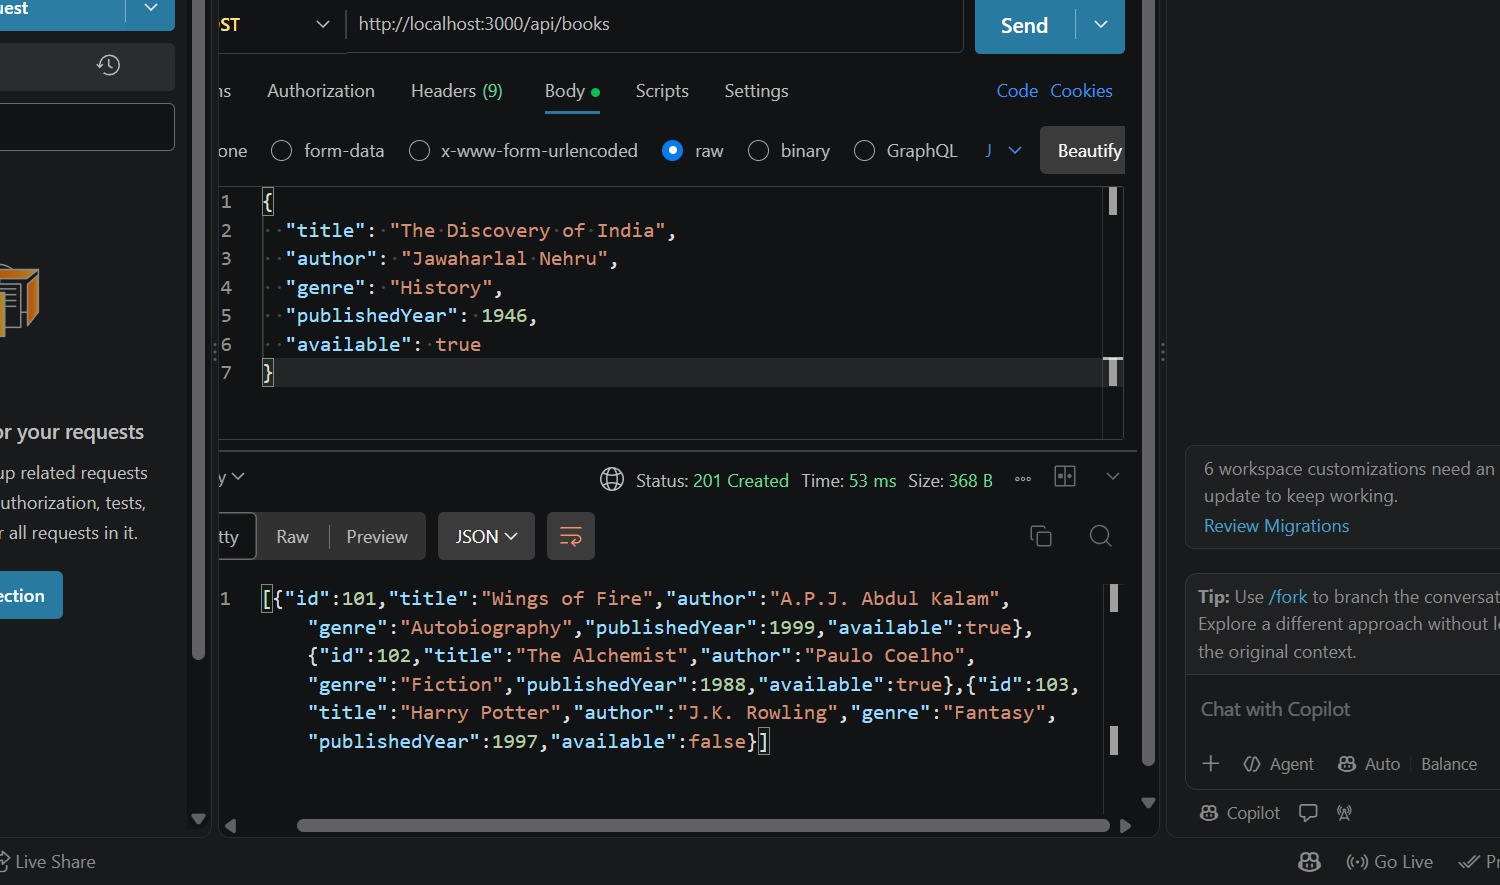 uest
or your requests
up related requests
uthorization, tests,
r all requests in it.
ection
Live Share
OST
http://localhost:3000/api/books
Send
ns
Authorization
Headers (9)
Body
Scripts
Settings
Code
Cookies
one
form-data
x-www-form-urlencoded
raw
binary
GraphQL
J
Beautify
1 {
2 "title": "The Discovery of India",
3 "author": "Jawaharlal Nehru",
4 "genre": "History",
5 "publishedYear": 1946,
6 "available": true
7 }
y
Status: 201 Created Time: 53 ms Size: 368 B
tty
Raw
Preview
JSON
1 [{"id":101,"title":"Wings of Fire","author":"A.P.J. Abdul Kalam",
"genre":"Autobiography","publishedYear":1999,"available":true},
{"id":102,"title":"The Alchemist","author":"Paulo Coelho",
"genre":"Fiction","publishedYear":1988,"available":true},{"id":103,
"title":"Harry Potter","author":"J.K. Rowling","genre":"Fantasy",
"publishedYear":1997,"available":false}]
6 workspace customizations need an
update to keep working.
Review Migrations
Tip: Use /fork to branch the conversat
Explore a different approach without l
the original context.
Chat with Copilot
Agent
Auto
Balance
Copilot
Go Live
Pr